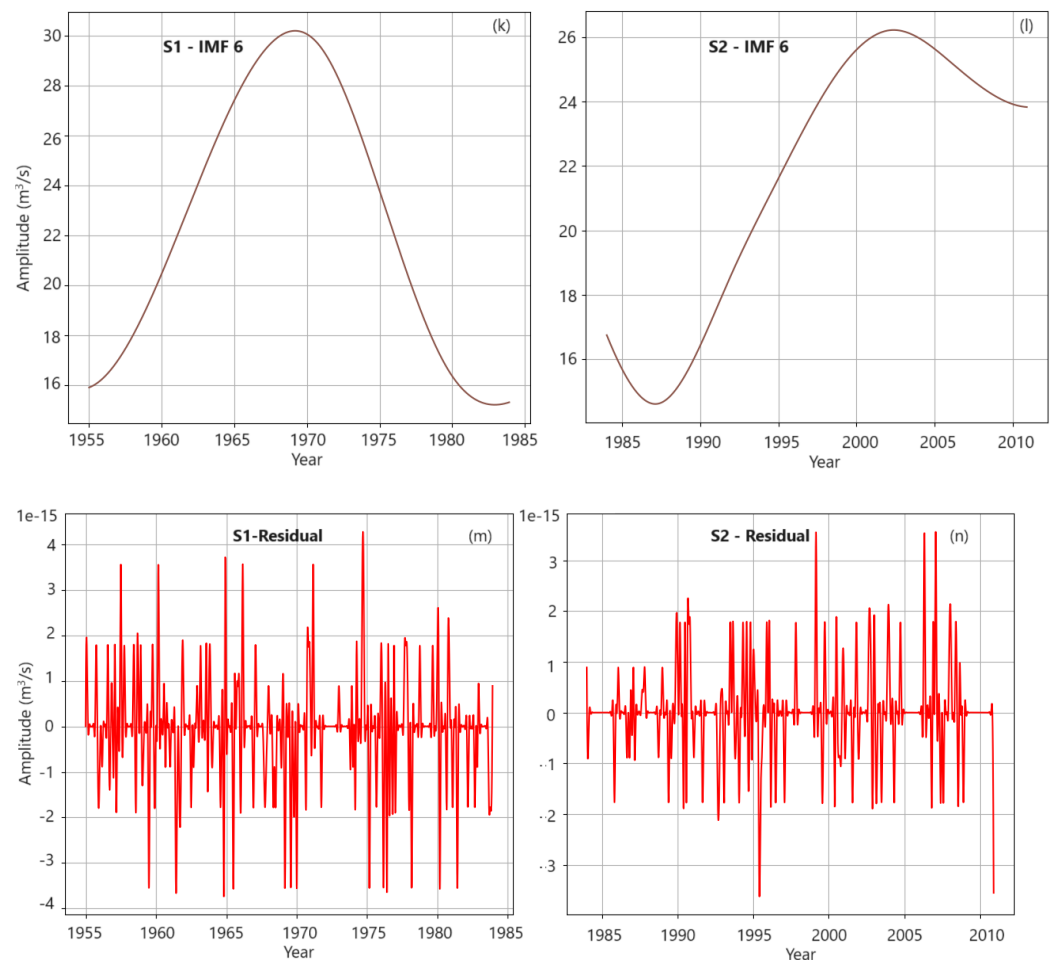 S1 - IMF 6
(k)
30
28
26
24
22
20
18
16
Amplitude (m³/s)
1955 1960 1965 1970 1975 1980 1985
Year
S2 - IMF 6
(l)
26
24
22
20
18
16
1985 1990 1995 2000 2005 2010
Year
1e-15
S1-Residual
(m)
4
3
2
1
0
-1
-2
-3
-4
Amplitude (m³/s)
1955 1960 1965 1970 1975 1980 1985
Year
1e-15
S2 - Residual
(n)
3
2
1
0
-1
-2
-3
1985 1990 1995 2000 2005 2010
Year